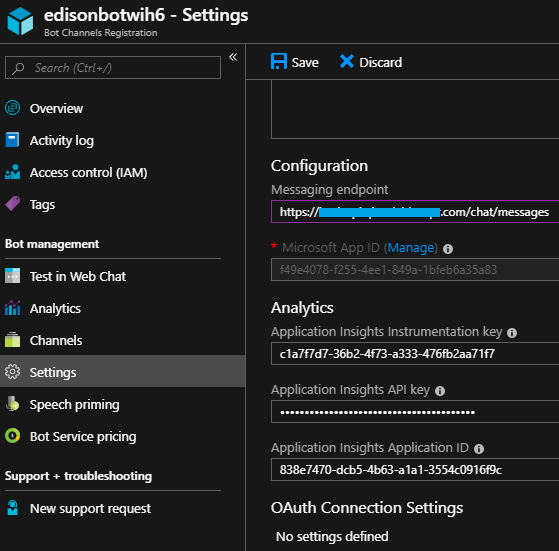 edisonbotwih6 - Settings
Bot Channels Registration
Search (Ctrl+/)
«
Overview
Activity log
Access control (IAM)
Tags
Bot management
Test in Web Chat
Analytics
Channels
Settings
Speech priming
Bot Service pricing
Support + troubleshooting
New support request
Save
Discard
Configuration
Messaging endpoint
https:// .com/chat/messages
* Microsoft App ID (Manage)
f49e4078-f255-4ee1-849a-1bfeb6a35a83
Analytics
Application Insights Instrumentation key
c1a7f7d7-36b2-4f73-a333-476fb2aa71f7
Application Insights API key
••••••••••••••••••••••••••••••••••••••••
Application Insights Application ID
838e7470-dcb5-4b63-a1a1-3554c0916f9c
OAuth Connection Settings
No settings defined